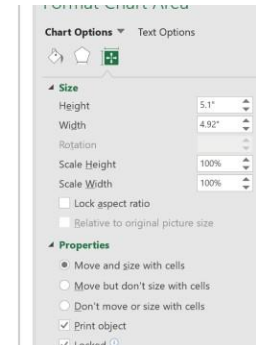 Format Chart Area
Chart Options Text Options
Size
Height 5.1"
Width 4.92"
Rotation
Scale Height 100%
Scale Width 100%
Lock aspect ratio
Relative to original picture size
Properties
Move and size with cells
Move but don't size with cells
Don't move or size with cells
Print object
Locked